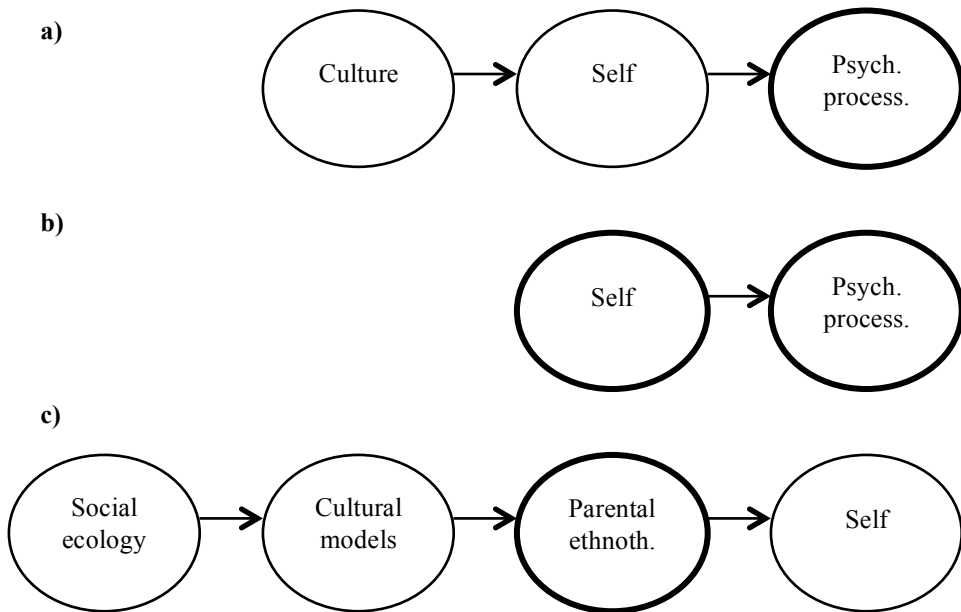 a)
Culture
Self
Psych.
process.
b)
Self
Psych.
process.
c)
Social
ecology
Cultural
models
Parental
ethnoth.
Self